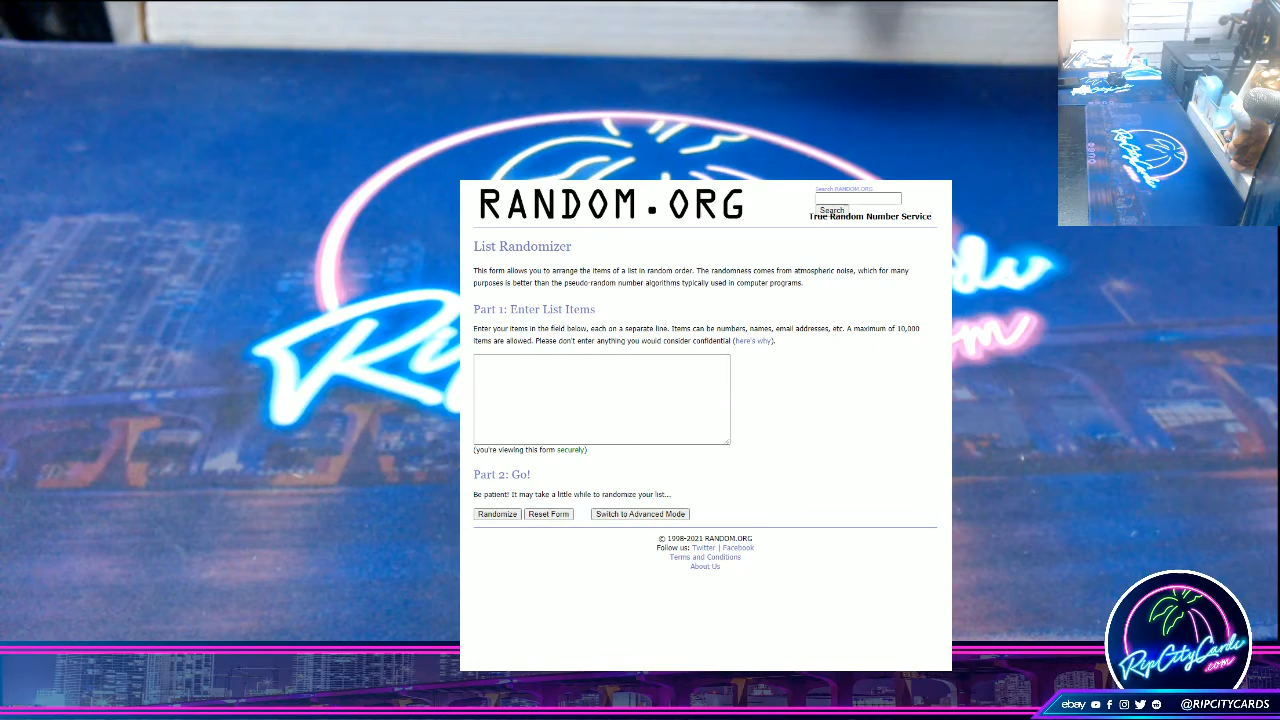 RANDOM.ORG
Search RANDOM.ORG
Search
True Random Number Service
List Randomizer
This form allows you to arrange the items of a list in random order. The randomness comes from atmospheric noise, which for many
purposes is better than the pseudo-random number algorithms typically used in computer programs.
Part 1: Enter List Items
Enter your items in the field below, each on a separate line. Items can be numbers, names, email addresses, etc. A maximum of 10,000
items are allowed. Please don't enter anything you would consider confidential (here's why).
(you're viewing this form securely)
Part 2: Go!
Be patient! It may take a little while to randomize your list...
Randomize Reset Form Switch to Advanced Mode
© 1998-2021 RANDOM.ORG
Follow us: Twitter | Facebook
Terms and Conditions
About Us
RipCityCards
.com
ebay @RIPCITYCARDS